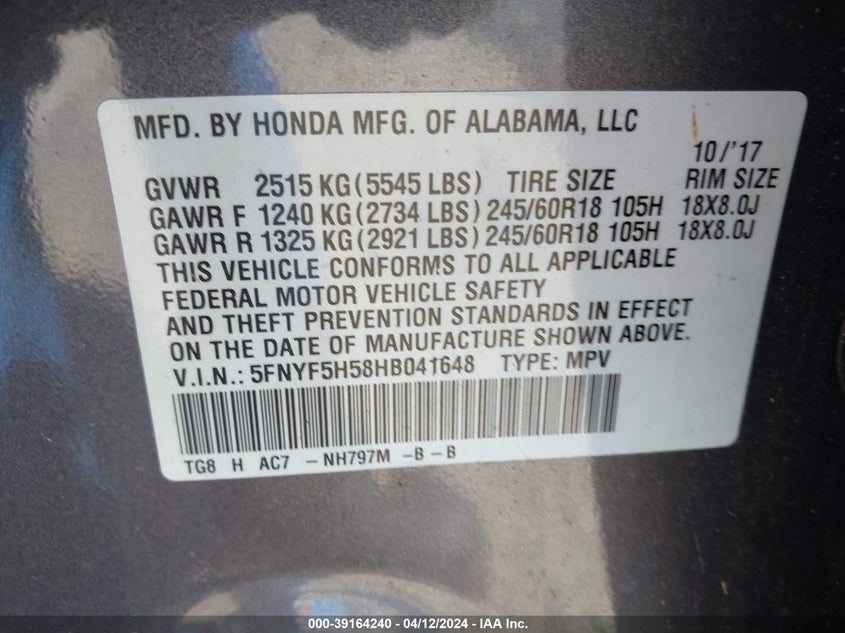 MFD. BY HONDA MFG. OF ALABAMA, LLC
10/'17
GVWR 2515 KG(5545 LBS) TIRE SIZE RIM SIZE
GAWR F 1240 KG(2734 LBS) 245/60R18 105H 18X8.0J
GAWR R 1325 KG(2921 LBS) 245/60R18 105H 18X8.0J
THIS VEHICLE CONFORMS TO ALL APPLICABLE
FEDERAL MOTOR VEHICLE SAFETY
AND THEFT PREVENTION STANDARDS IN EFFECT
ON THE DATE OF MANUFACTURE SHOWN ABOVE.
V.I.N.: 5FNYF5H58HB041648 TYPE: MPV
TG8 H AC7 -NH797M -B-B
000-39164240 - 04/12/2024 - IAA Inc.